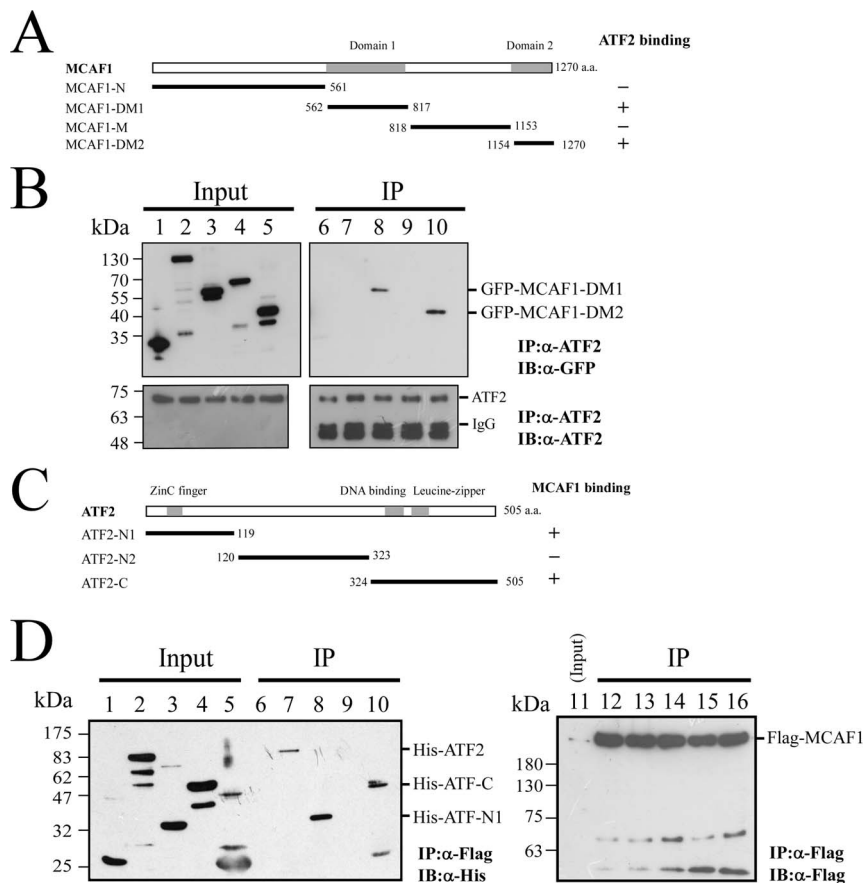 A
Domain 1 Domain 2 ATF2 binding
MCAF1 1270 a.a.
MCAF1-N 561 −
MCAF1-DM1 562 817 +
MCAF1-M 818 1153 −
MCAF1-DM2 1154 1270 +
B
Input IP
kDa 1 2 3 4 5 6 7 8 9 10
130
70
55
40
35
GFP-MCAF1-DM1
GFP-MCAF1-DM2
IP:α-ATF2
IB:α-GFP
75
63
48
ATF2
IgG
IP:α-ATF2
IB:α-ATF2
C
ZinC finger DNA binding Leucine-zipper MCAF1 binding
ATF2 505 a.a.
ATF2-N1 119 +
ATF2-N2 120 323 −
ATF2-C 324 505 +
D
Input IP
kDa 1 2 3 4 5 6 7 8 9 10
175
83
62
47
32
25
His-ATF2
His-ATF-C
His-ATF-N1
IP:α-Flag
IB:α-His
(Input) IP
kDa 11 12 13 14 15 16
Flag-MCAF1
180
130
75
63
IP:α-Flag
IB:α-Flag